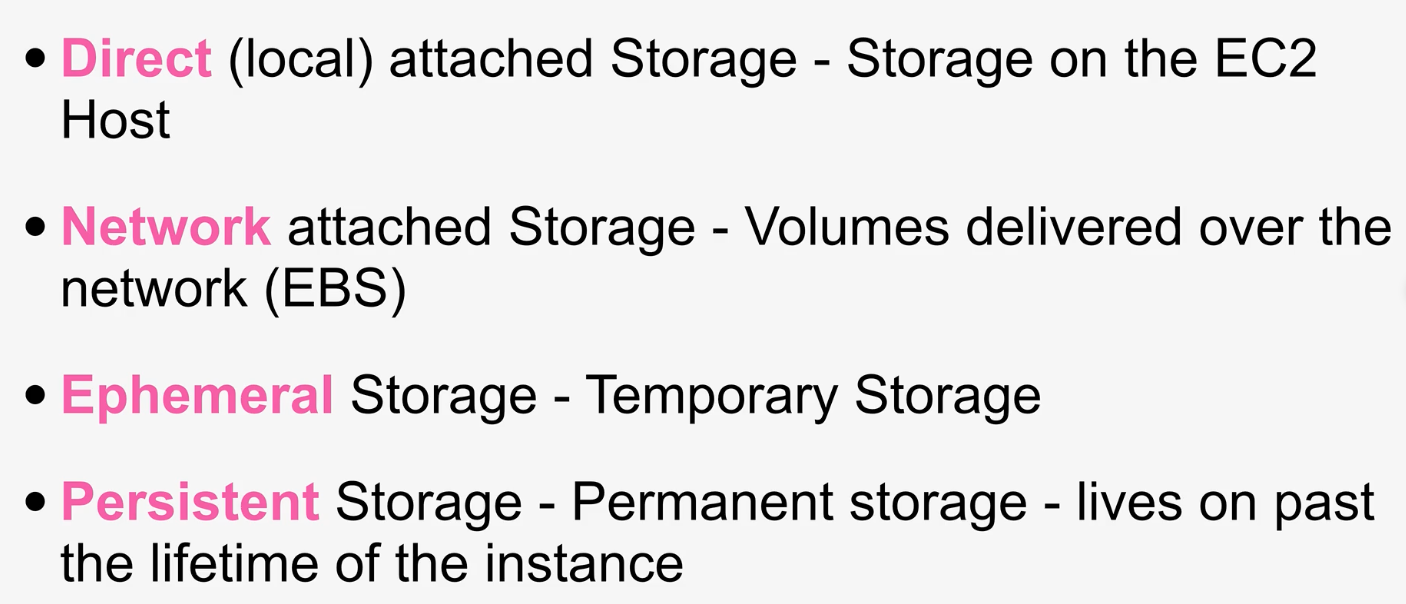 • Direct (local) attached Storage - Storage on the EC2
Host
• Network attached Storage - Volumes delivered over the
network (EBS)
• Ephemeral Storage - Temporary Storage
• Persistent Storage - Permanent storage - lives on past
the lifetime of the instance